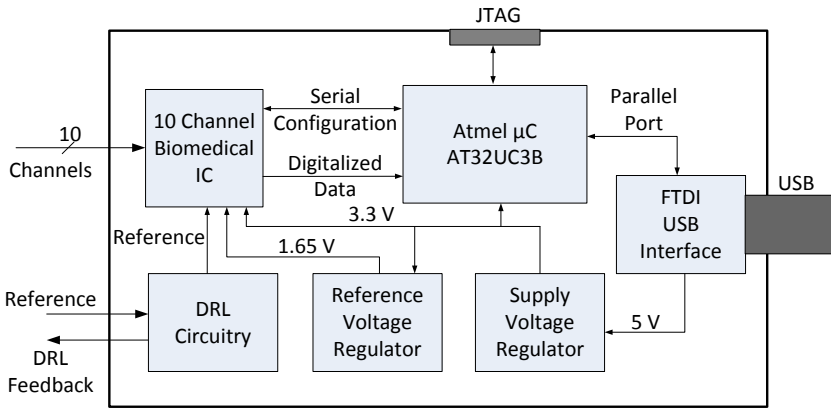 JTAG
10
Channels
10 Channel
Biomedical
IC
Serial
Configuration
Digitalized
Data
Atmel µC
AT32UC3B
Parallel
Port
FTDI
USB
Interface
USB
3.3 V
Reference
1.65 V
Reference
DRL
Feedback
DRL
Circuitry
Reference
Voltage
Regulator
Supply
Voltage
Regulator
5 V